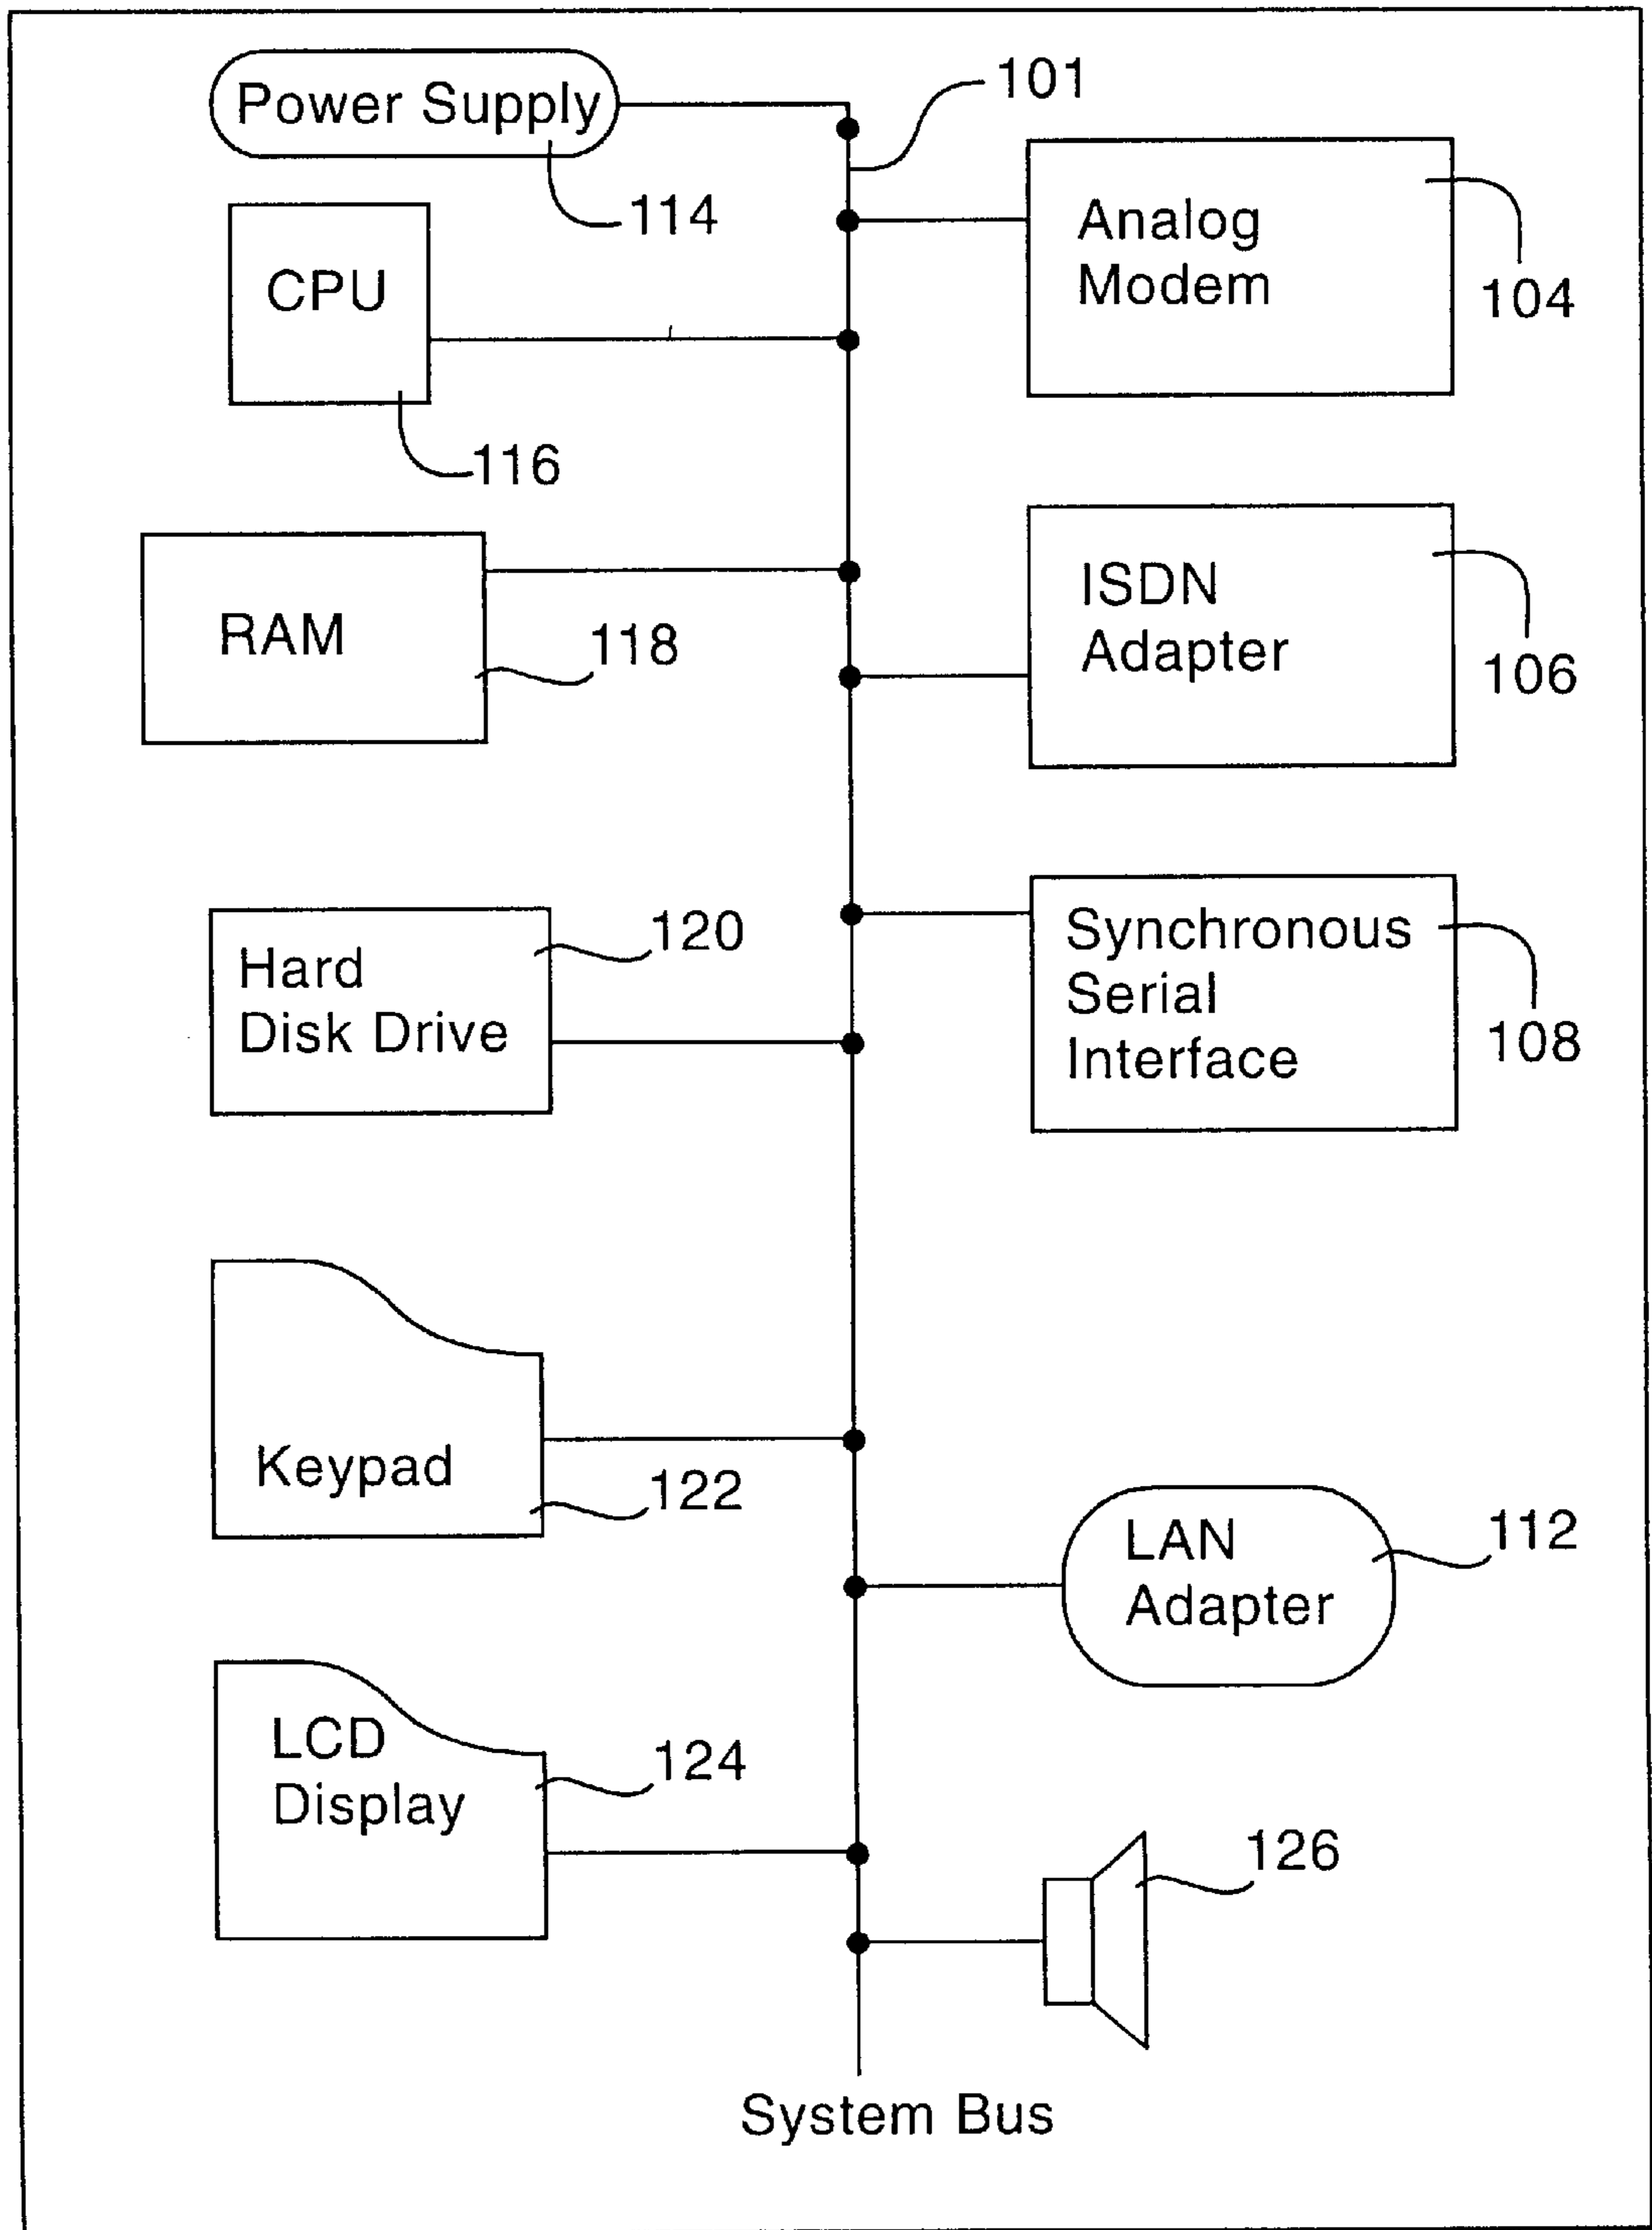 Power Supply
101
114
Analog
Modem
104
CPU
116
ISDN
Adapter
106
RAM
118
120
Hard
Disk Drive
Synchronous
Serial
Interface
108
Keypad
122
LAN
Adapter
112
LCD
Display
124
126
System Bus